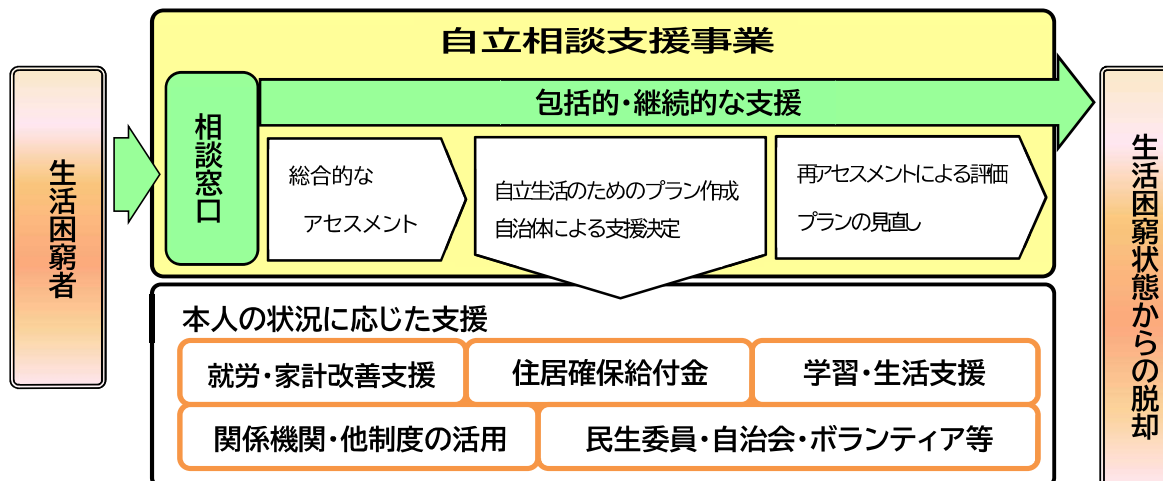 自立相談支援事業
生活困窮者
相談窓口
包括的・継続的な支援
総合的な
アセスメント
自立生活のためのプラン作成
自治体による支援決定
再アセスメントによる評価
プランの見直し
生活困窮状態からの脱却
本人の状況に応じた支援
就労・家計改善支援
住居確保給付金
学習・生活支援
関係機関・他制度の活用
民生委員・自治会・ボランティア等